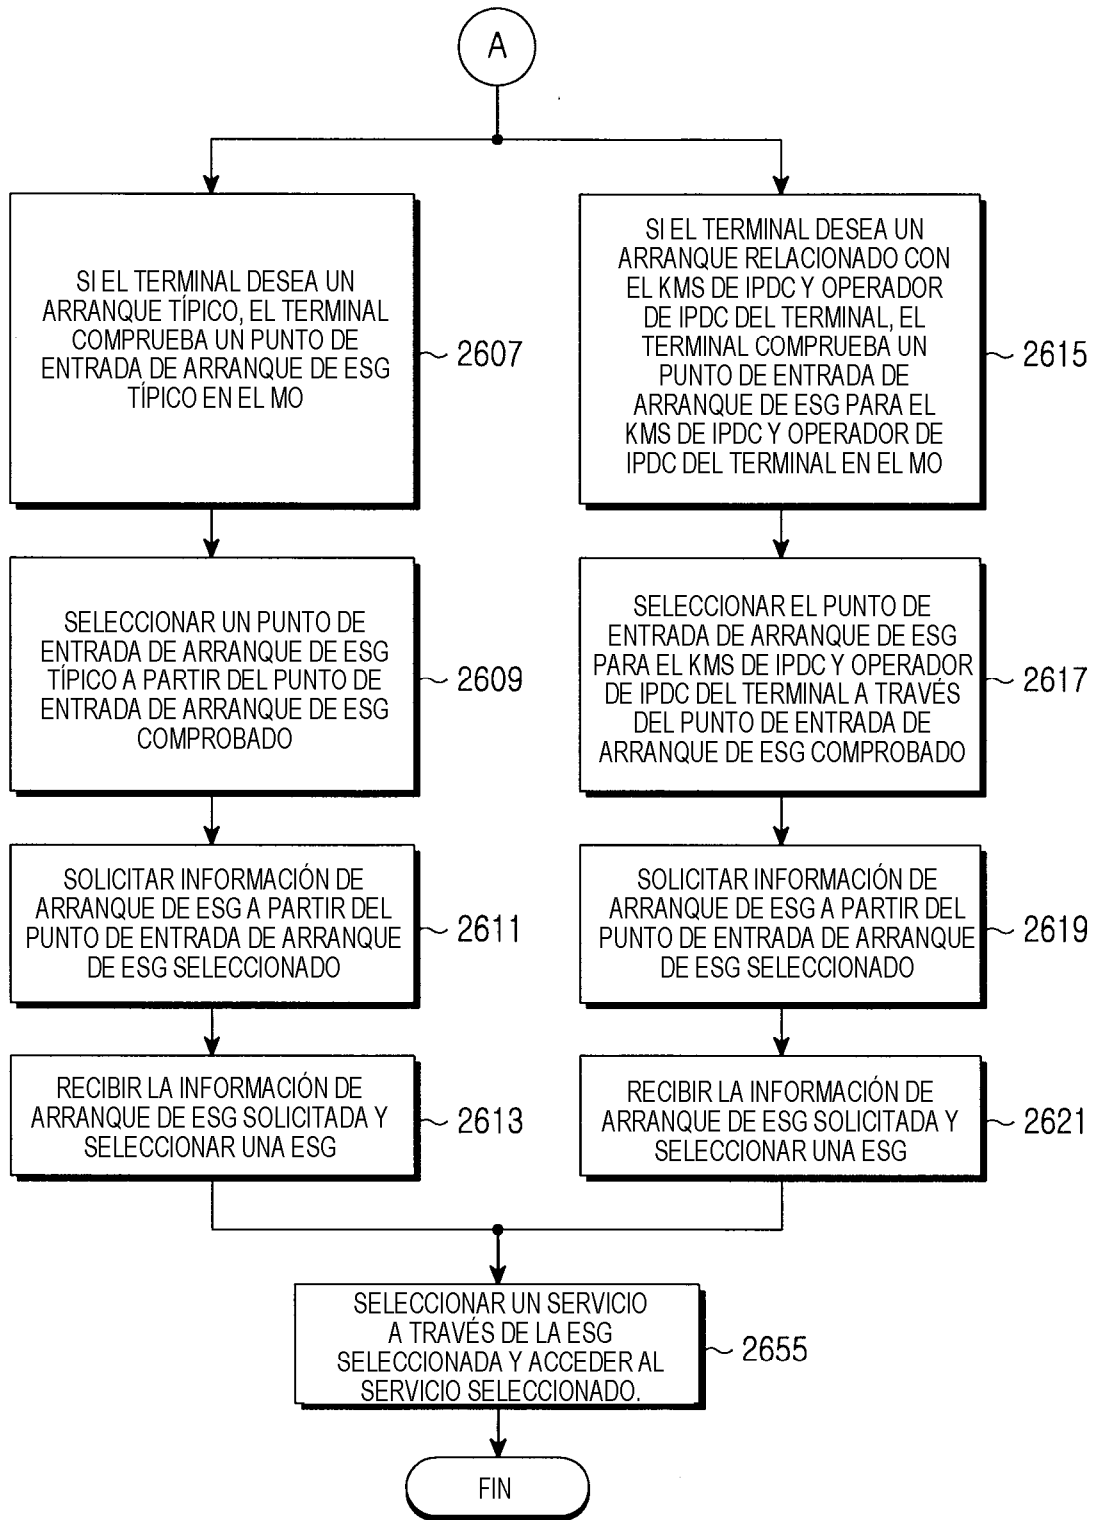 A
SI EL TERMINAL DESEA UN
ARRANQUE TÍPICO, EL TERMINAL
COMPRUEBA UN PUNTO DE
ENTRADA DE ARRANQUE DE ESG
TÍPICO EN EL MO
2607
SELECCIONAR UN PUNTO DE
ENTRADA DE ARRANQUE DE ESG
TÍPICO A PARTIR DEL PUNTO DE
ENTRADA DE ARRANQUE DE ESG
COMPROBADO
2609
SOLICITAR INFORMACIÓN DE
ARRANQUE DE ESG A PARTIR DEL
PUNTO DE ENTRADA DE ARRANQUE
DE ESG SELECCIONADO
2611
RECIBIR LA INFORMACIÓN DE
ARRANQUE DE ESG SOLICITADA Y
SELECCIONAR UNA ESG
2613
SI EL TERMINAL DESEA UN
ARRANQUE RELACIONADO CON
EL KMS DE IPDC Y OPERADOR
DE IPDC DEL TERMINAL, EL
TERMINAL COMPRUEBA UN
PUNTO DE ENTRADA DE
ARRANQUE DE ESG PARA EL
KMS DE IPDC Y OPERADOR DE
IPDC DEL TERMINAL EN EL MO
2615
SELECCIONAR EL PUNTO DE
ENTRADA DE ARRANQUE DE ESG
PARA EL KMS DE IPDC Y OPERADOR
DE IPDC DEL TERMINAL A TRAVÉS
DEL PUNTO DE ENTRADA DE
ARRANQUE DE ESG COMPROBADO
2617
SOLICITAR INFORMACIÓN DE
ARRANQUE DE ESG A PARTIR DEL
PUNTO DE ENTRADA DE ARRANQUE
DE ESG SELECCIONADO
2619
RECIBIR LA INFORMACIÓN DE
ARRANQUE DE ESG SOLICITADA Y
SELECCIONAR UNA ESG
2621
SELECCIONAR UN SERVICIO
A TRAVÉS DE LA ESG
SELECCIONADA Y ACCEDER AL
SERVICIO SELECCIONADO.
2655
FIN